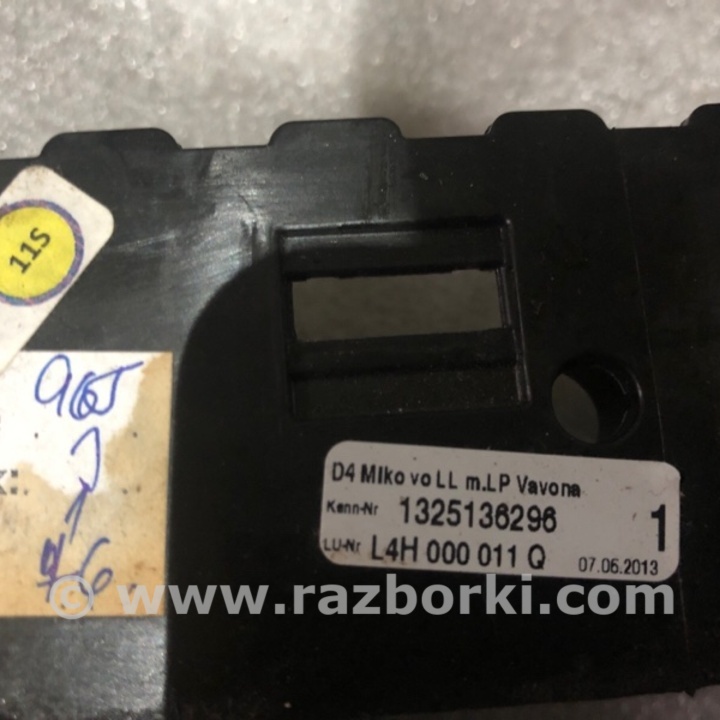 11S
D4 Miko vo LL m.LP Vavona
Kenn-Nr 1325136296
1
LU-Nr L4H 000 011 Q 07.06.2013
© www.razborki.com